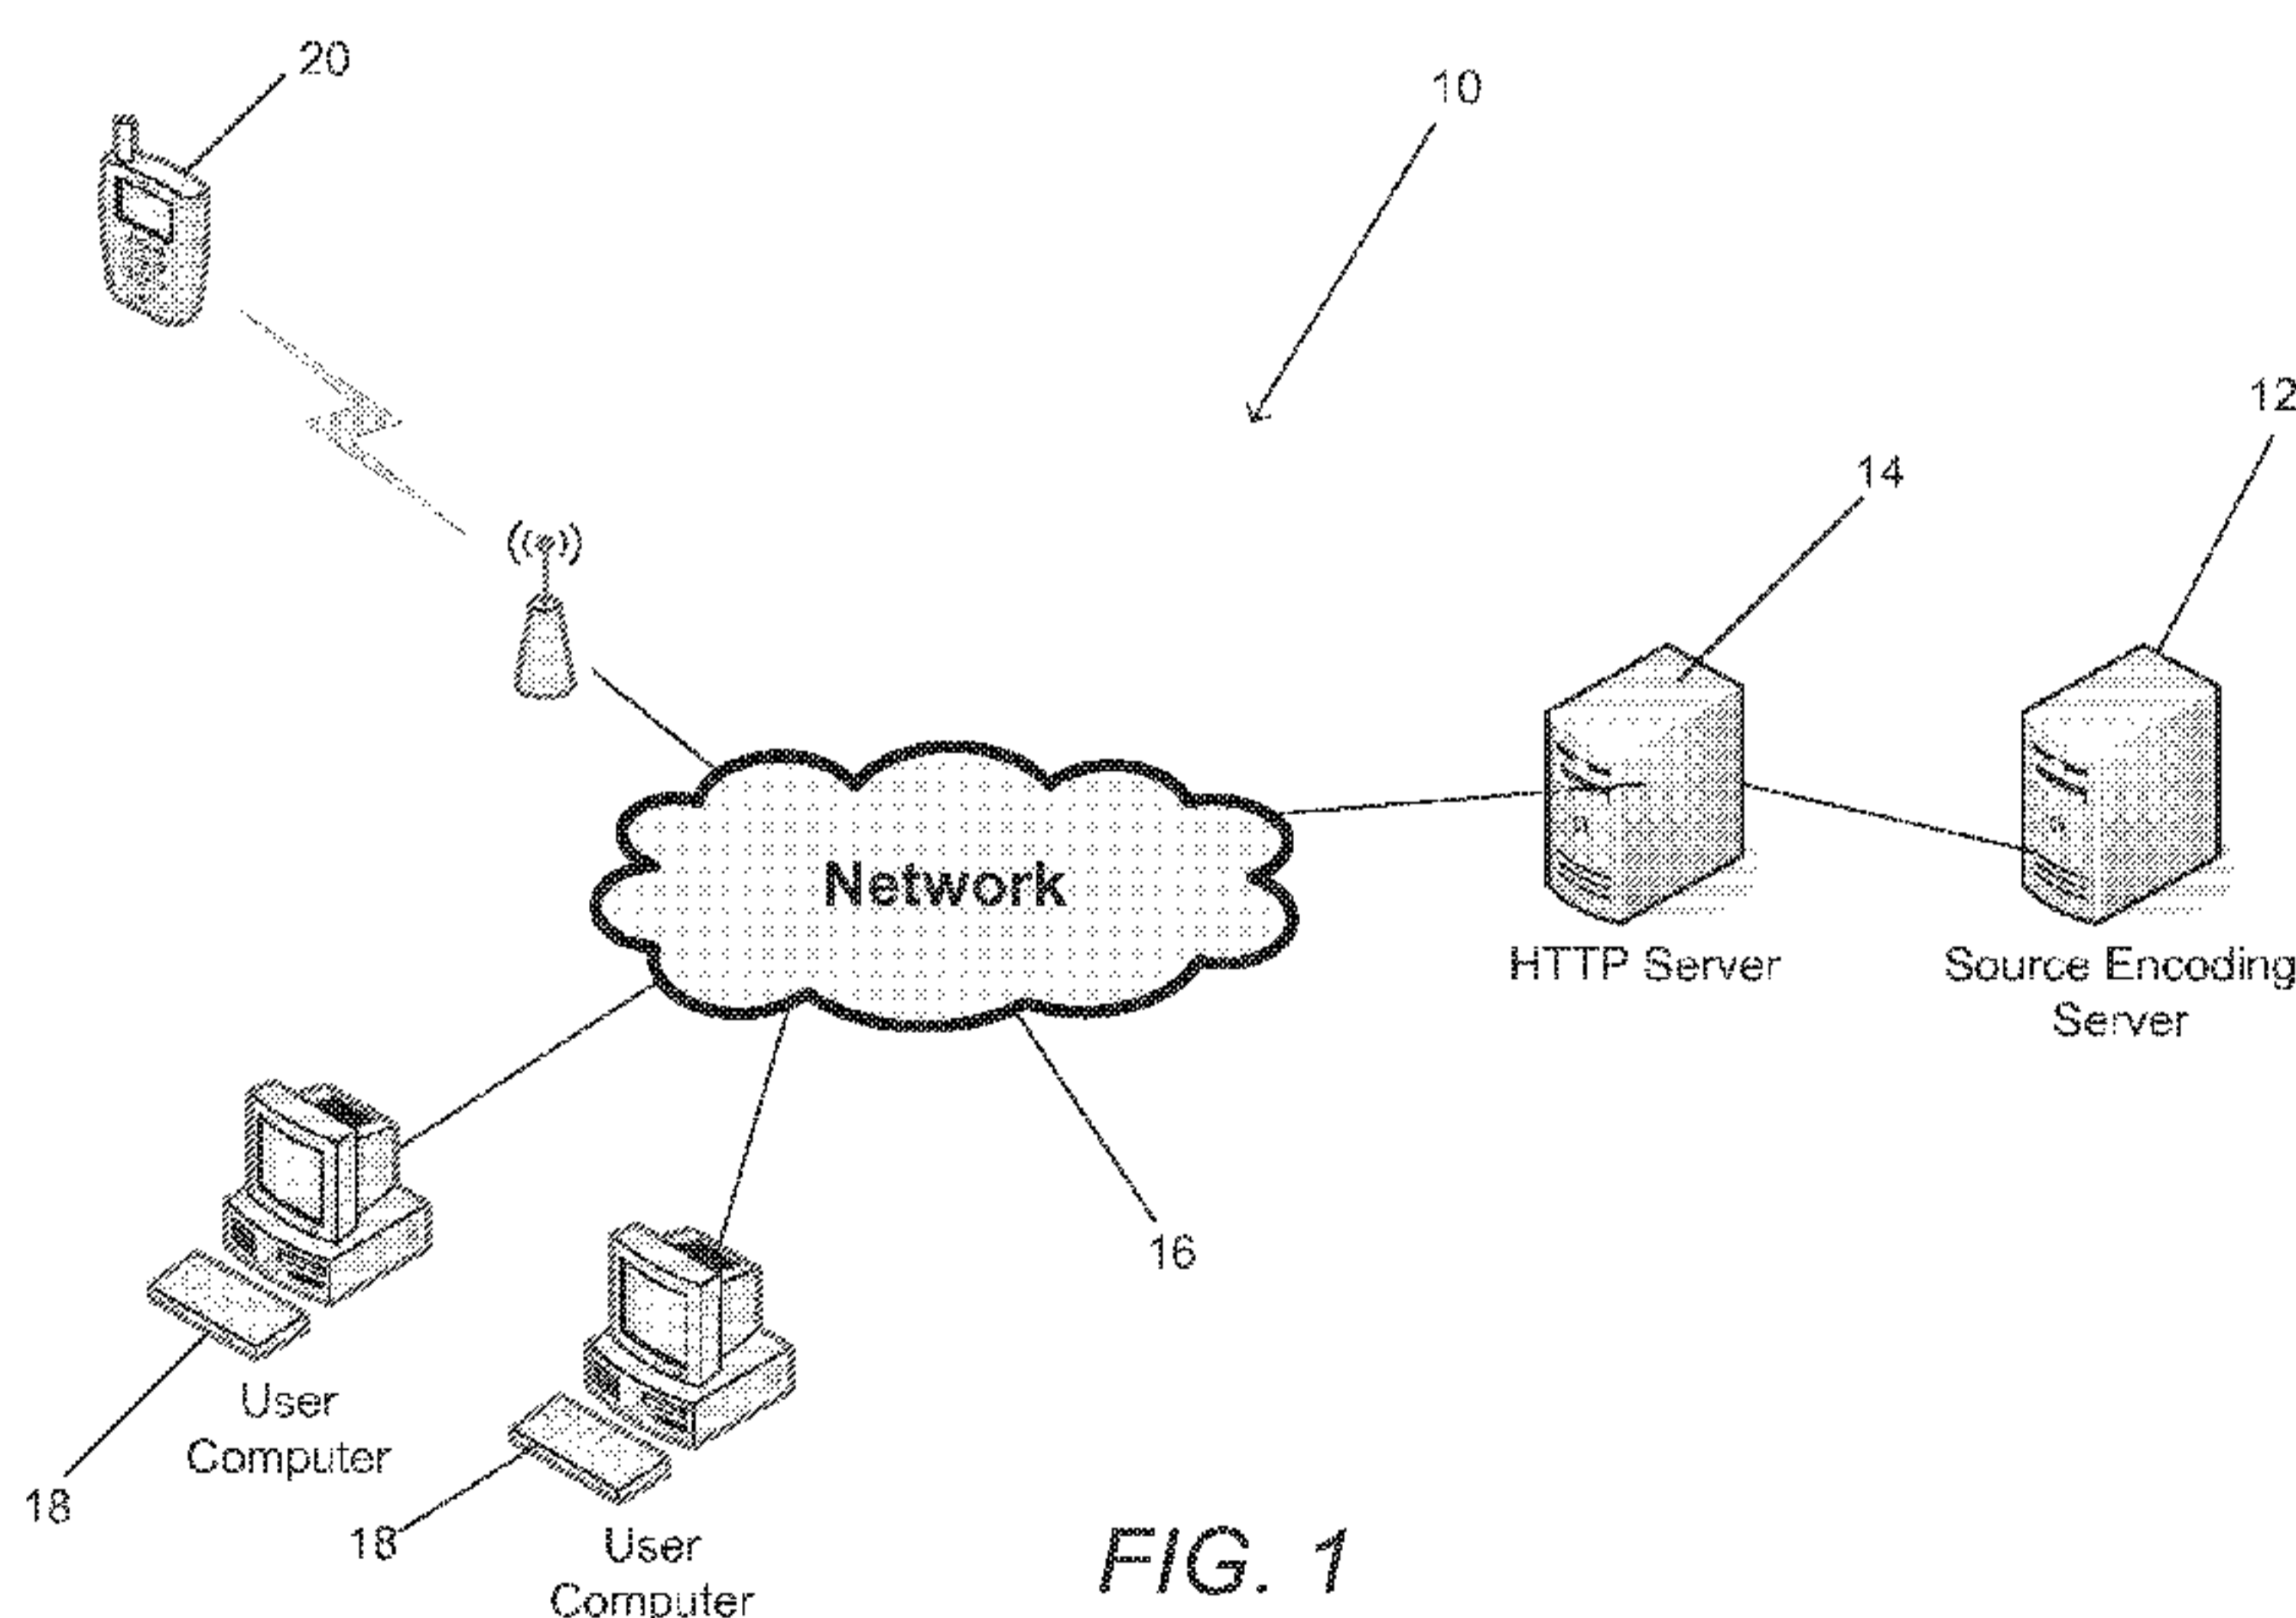 20
10
12
14
Network
HTTP Server
Source Encoding
Server
16
User
Computer
18
18
User
Computer
FIG. 1